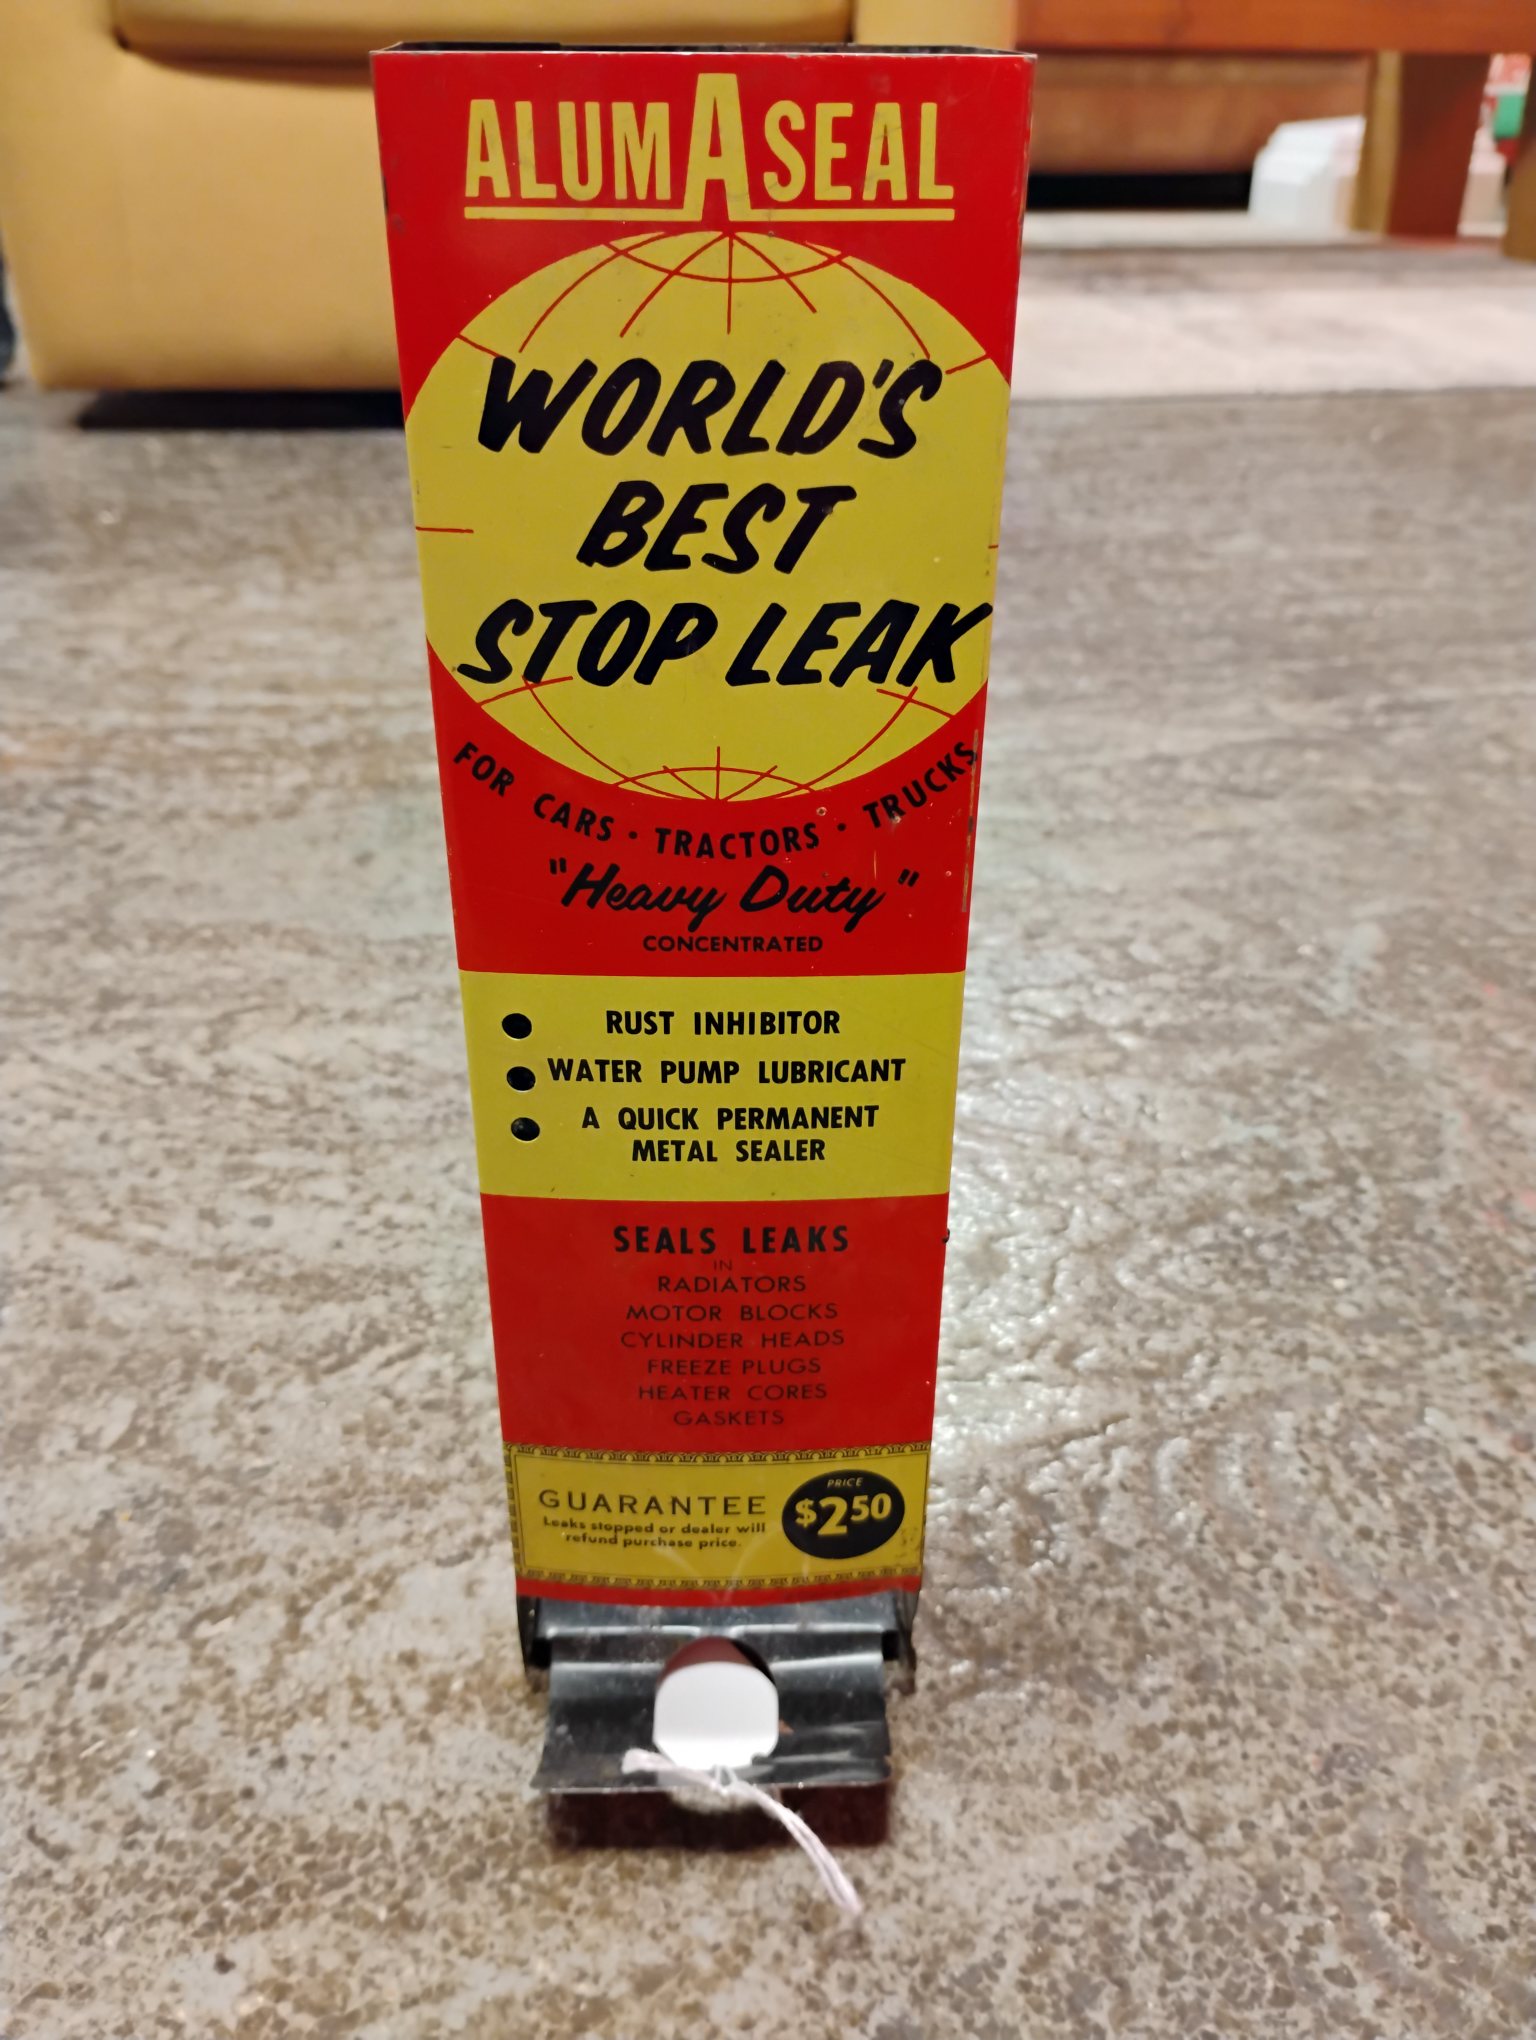 ALUMASEAL
WORLD'S
BEST
STOP LEAK
FOR CARS · TRACTORS · TRUCKS
"Heavy Duty"
CONCENTRATED
● RUST INHIBITOR
● WATER PUMP LUBRICANT
● A QUICK PERMANENT
METAL SEALER
SEALS LEAKS
IN
RADIATORS
MOTOR BLOCKS
CYLINDER HEADS
FREEZE PLUGS
HEATER CORES
GASKETS
GUARANTEE
Leaks stopped or dealer will
refund purchase price.
PRICE
$2.50